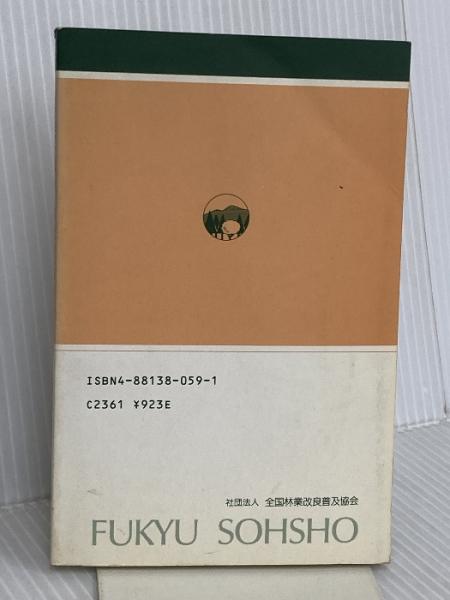 ISBN4-88138-059-1
C2361 ¥923E
社団法人 全国林業改良普及協会
FUKYU SOHSHO